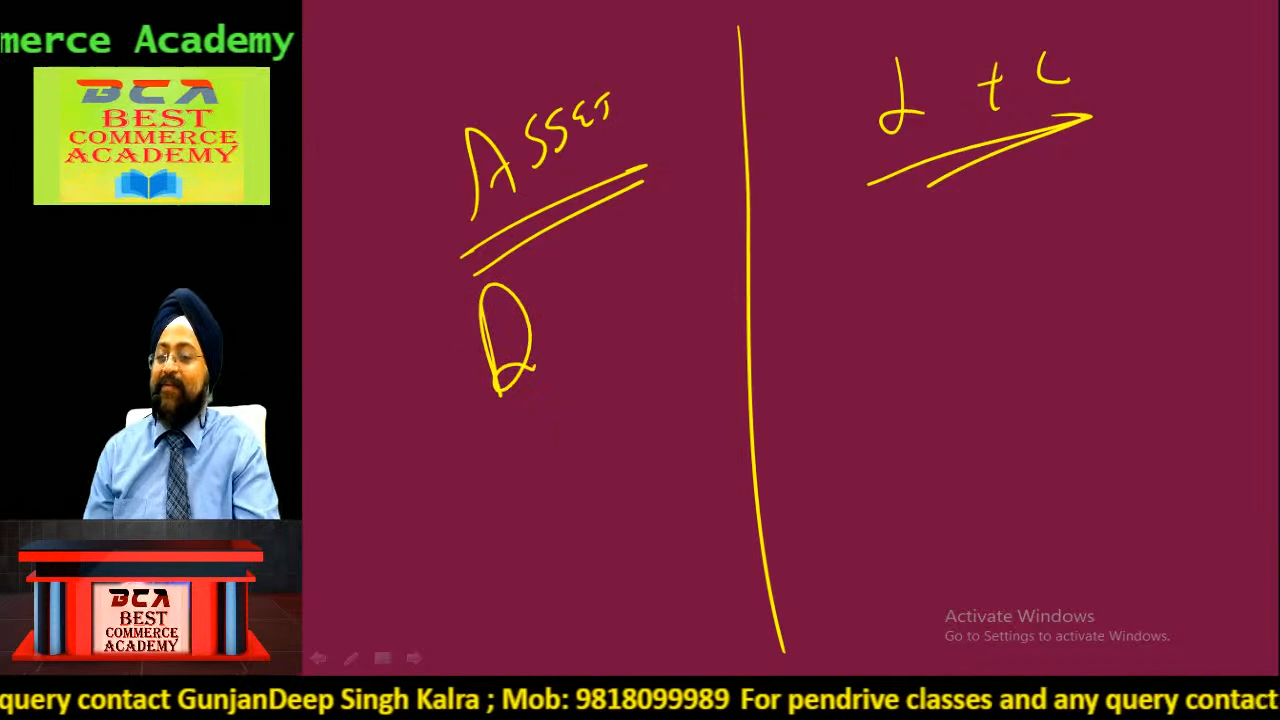 merce Academy
BCA
BEST
COMMERCE
ACADEMY
ASSET
L + C
D
BCA
BEST
COMMERCE
ACADEMY
Activate Windows
Go to Settings to activate Windows.
query contact GunjanDeep Singh Kalra ; Mob: 9818099989 For pendrive classes and any query contact